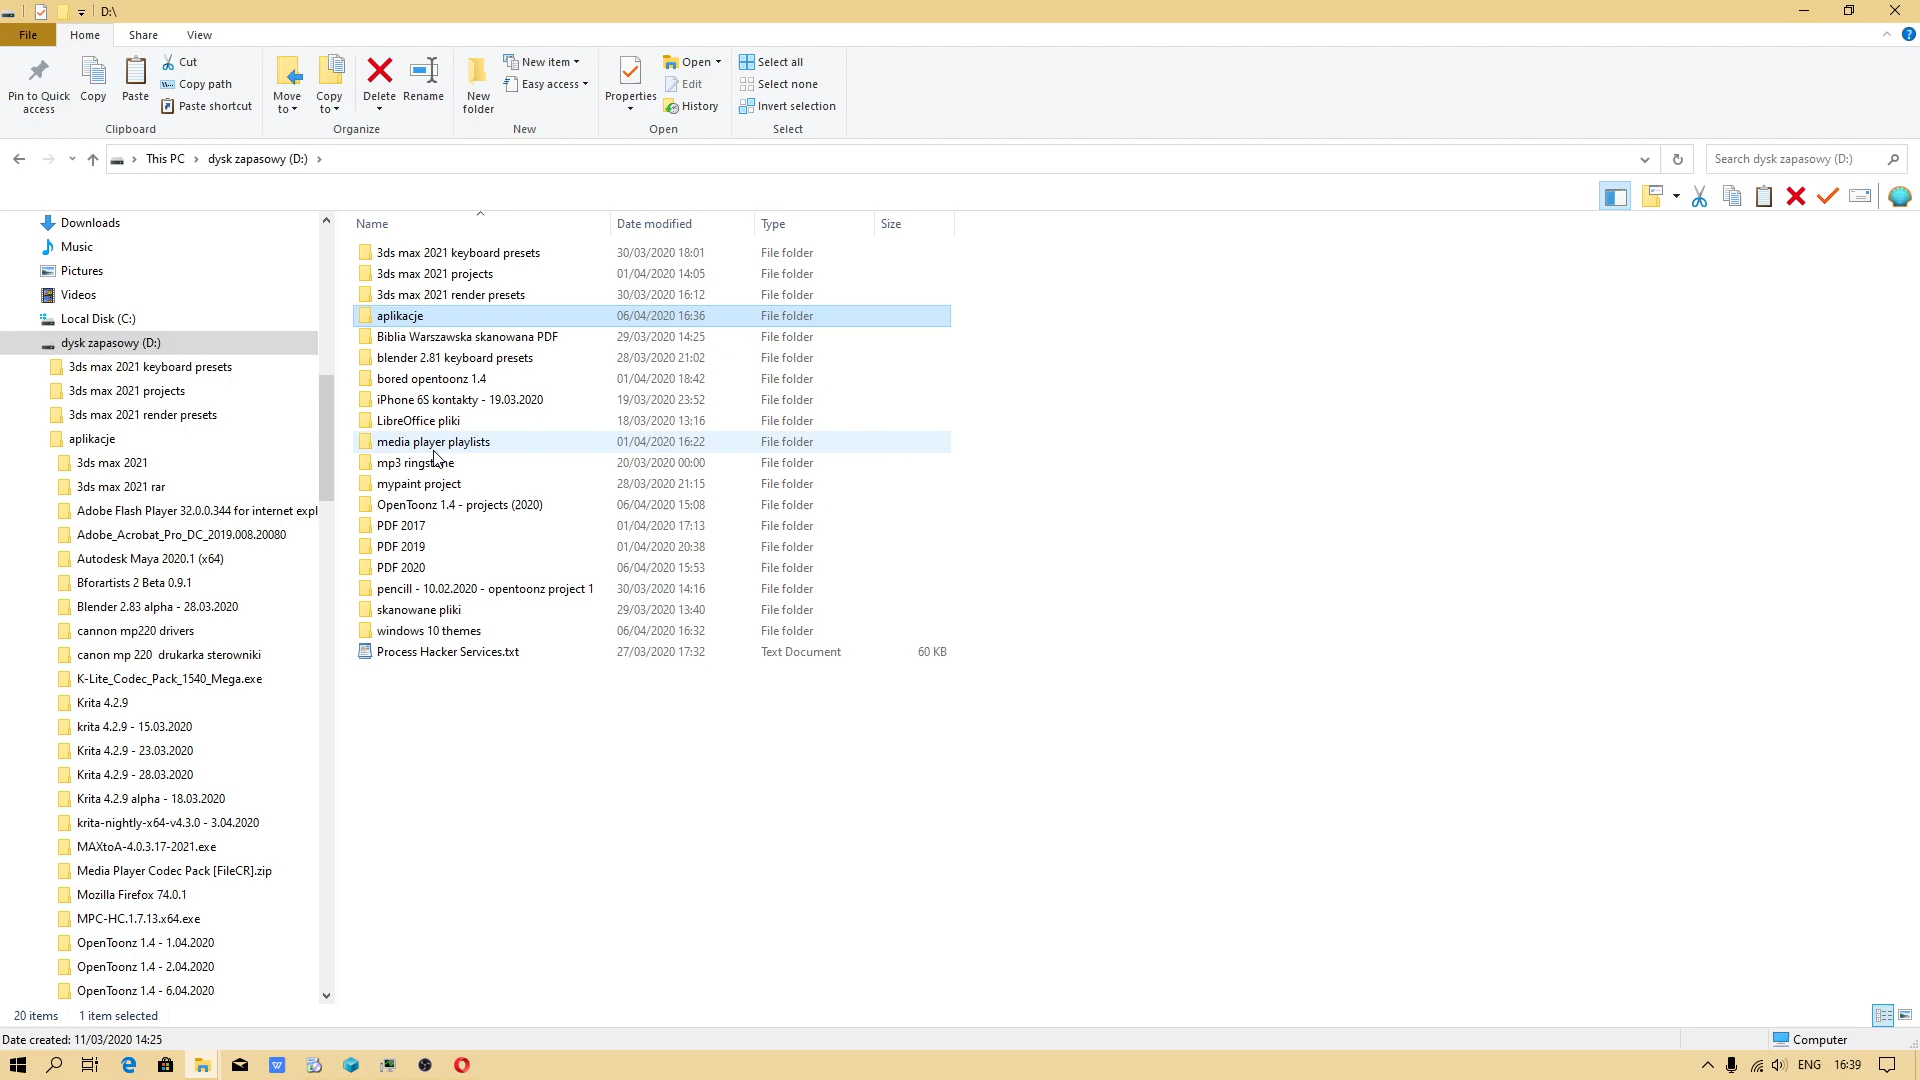 D:\
File Home Share View
Pin to Quick access
Copy
Paste
Cut
Copy path
Paste shortcut
Clipboard
Move to
Copy to
Delete
Rename
Organize
New folder
New item
Easy access
New
Properties
Open
Edit
History
Open
Select all
Select none
Invert selection
Select
This PC › dysk zapasowy (D:) ›
Search dysk zapasowy (D:)
Downloads
Music
Pictures
Videos
Local Disk (C:)
dysk zapasowy (D:)
3ds max 2021 keyboard presets
3ds max 2021 projects
3ds max 2021 render presets
aplikacje
3ds max 2021
3ds max 2021 rar
Adobe Flash Player 32.0.0.344 for internet expl
Adobe_Acrobat_Pro_DC_2019.008.20080
Autodesk Maya 2020.1 (x64)
Bforartists 2 Beta 0.9.1
Blender 2.83 alpha - 28.03.2020
cannon mp220 drivers
canon mp 220 drukarka sterowniki
K-Lite_Codec_Pack_1540_Mega.exe
Krita 4.2.9
krita 4.2.9 - 15.03.2020
Krita 4.2.9 - 23.03.2020
Krita 4.2.9 - 28.03.2020
Krita 4.2.9 alpha - 18.03.2020
krita-nightly-x64-v4.3.0 - 3.04.2020
MAXtoA-4.0.3.17-2021.exe
Media Player Codec Pack [FileCR].zip
Mozilla Firefox 74.0.1
MPC-HC.1.7.13.x64.exe
OpenToonz 1.4 - 1.04.2020
OpenToonz 1.4 - 2.04.2020
OpenToonz 1.4 - 6.04.2020
Name Date modified Type Size
3ds max 2021 keyboard presets 30/03/2020 18:01 File folder
3ds max 2021 projects 01/04/2020 14:05 File folder
3ds max 2021 render presets 30/03/2020 16:12 File folder
aplikacje 06/04/2020 16:36 File folder
Biblia Warszawska skanowana PDF 29/03/2020 14:25 File folder
blender 2.81 keyboard presets 28/03/2020 21:02 File folder
bored opentoonz 1.4 01/04/2020 18:42 File folder
iPhone 6S kontakty - 19.03.2020 19/03/2020 23:52 File folder
LibreOffice pliki 18/03/2020 13:16 File folder
media player playlists 01/04/2020 16:22 File folder
mp3 ringstone 20/03/2020 00:00 File folder
mypaint project 28/03/2020 21:15 File folder
OpenToonz 1.4 - projects (2020) 06/04/2020 15:08 File folder
PDF 2017 01/04/2020 17:13 File folder
PDF 2019 01/04/2020 20:38 File folder
PDF 2020 06/04/2020 15:53 File folder
pencill - 10.02.2020 - opentoonz project 1 30/03/2020 14:16 File folder
skanowane pliki 29/03/2020 13:40 File folder
windows 10 themes 06/04/2020 16:32 File folder
Process Hacker Services.txt 27/03/2020 17:32 Text Document 60 KB
20 items 1 item selected
Date created: 11/03/2020 14:25
Computer
ENG 16:39